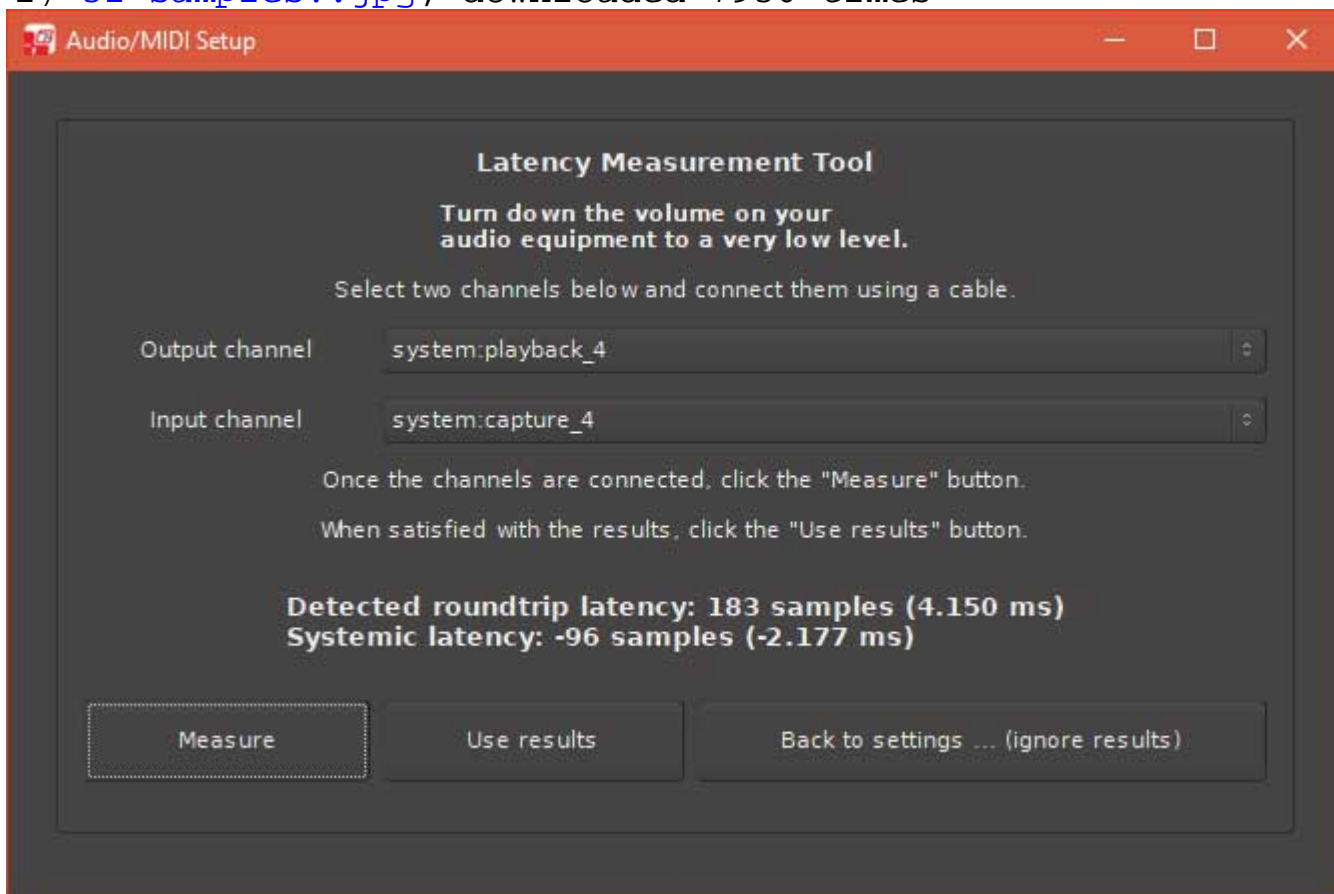 Audio/MIDI Setup
Latency Measurement Tool
Turn down the volume on your
audio equipment to a very low level.
Select two channels below and connect them using a cable.
Output channel system:playback_4
Input channel system:capture_4
Once the channels are connected, click the "Measure" button.
When satisfied with the results, click the "Use results" button.
Detected roundtrip latency: 183 samples (4.150 ms)
Systemic latency: -96 samples (-2.177 ms)
Measure Use results Back to settings ... (ignore results)